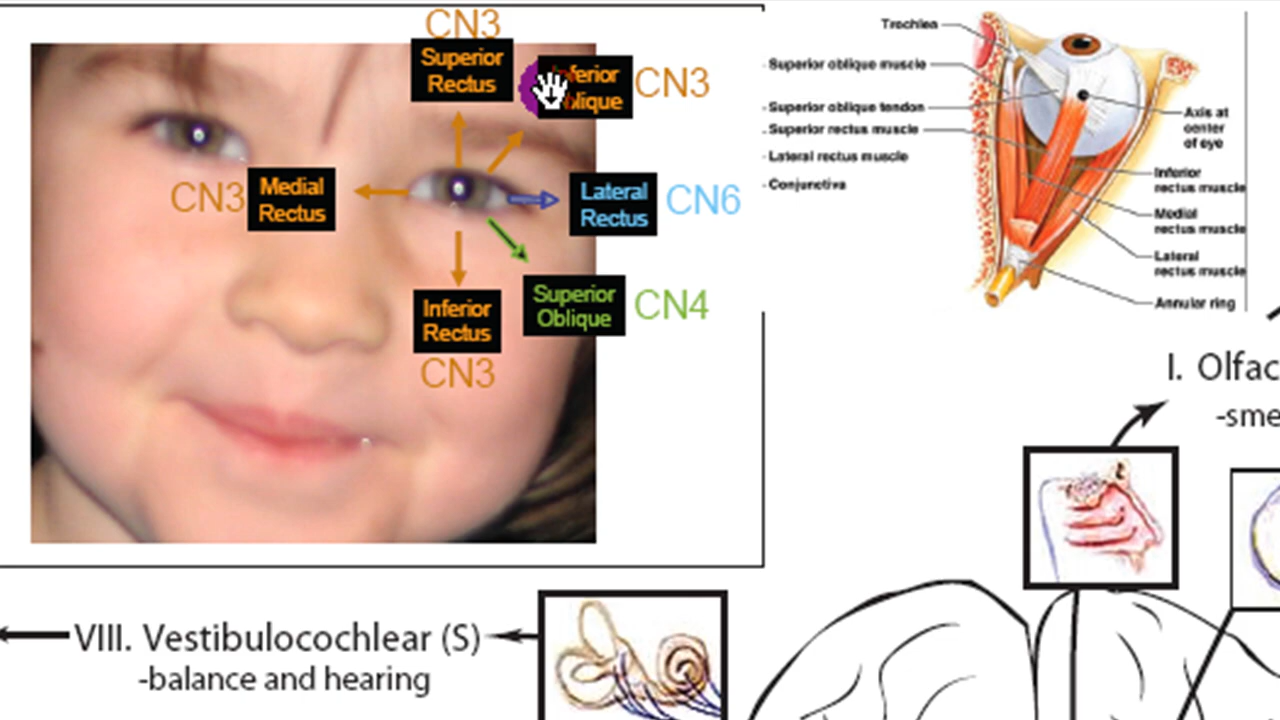 CN3
Superior
Rectus
Inferior
Oblique
CN3
CN3
Medial
Rectus
Lateral
Rectus
CN6
Inferior
Rectus
CN3
Superior
Oblique
CN4
Trochlea
Superior oblique muscle
Superior oblique tendon
Superior rectus muscle
Lateral rectus muscle
Conjunctiva
Axis at
center
of eye
Inferior
rectus muscle
Medial
rectus muscle
Lateral
rectus muscle
Annular ring
I. Olfac
-sme
VIII. Vestibulocochlear (S)
-balance and hearing